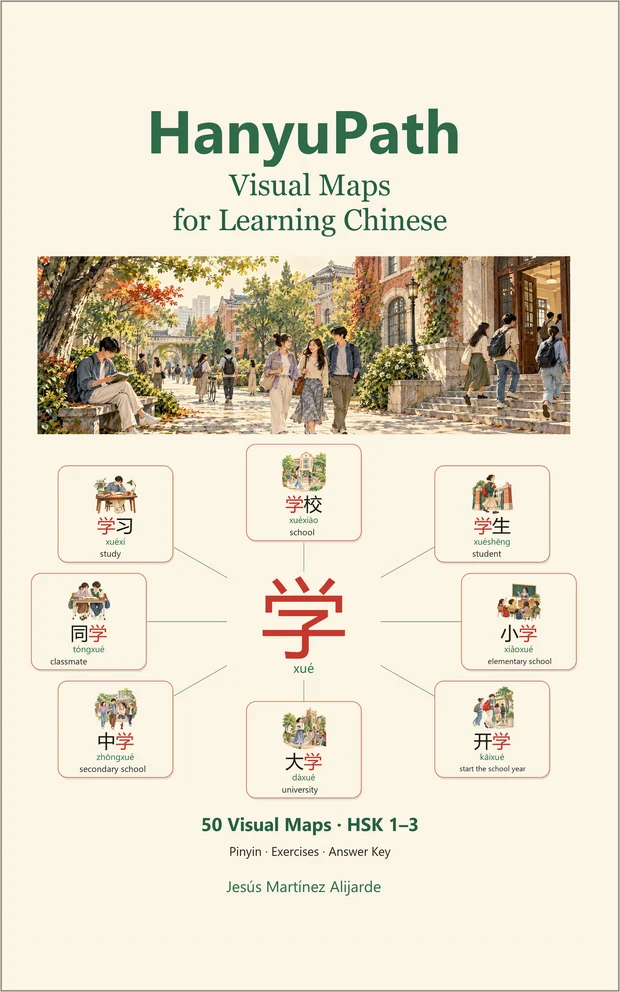 HanyuPath
Visual Maps
for Learning Chinese
学校
xuéxiào
school
学习
xuéxí
study
学生
xuéshēng
student
学
xué
同学
tóngxué
classmate
小学
xiǎoxué
elementary school
中学
zhōngxué
secondary school
大学
dàxué
university
开学
kāixué
start the school year
50 Visual Maps · HSK 1–3
Pinyin · Exercises · Answer Key
Jesús Martínez Alijarde